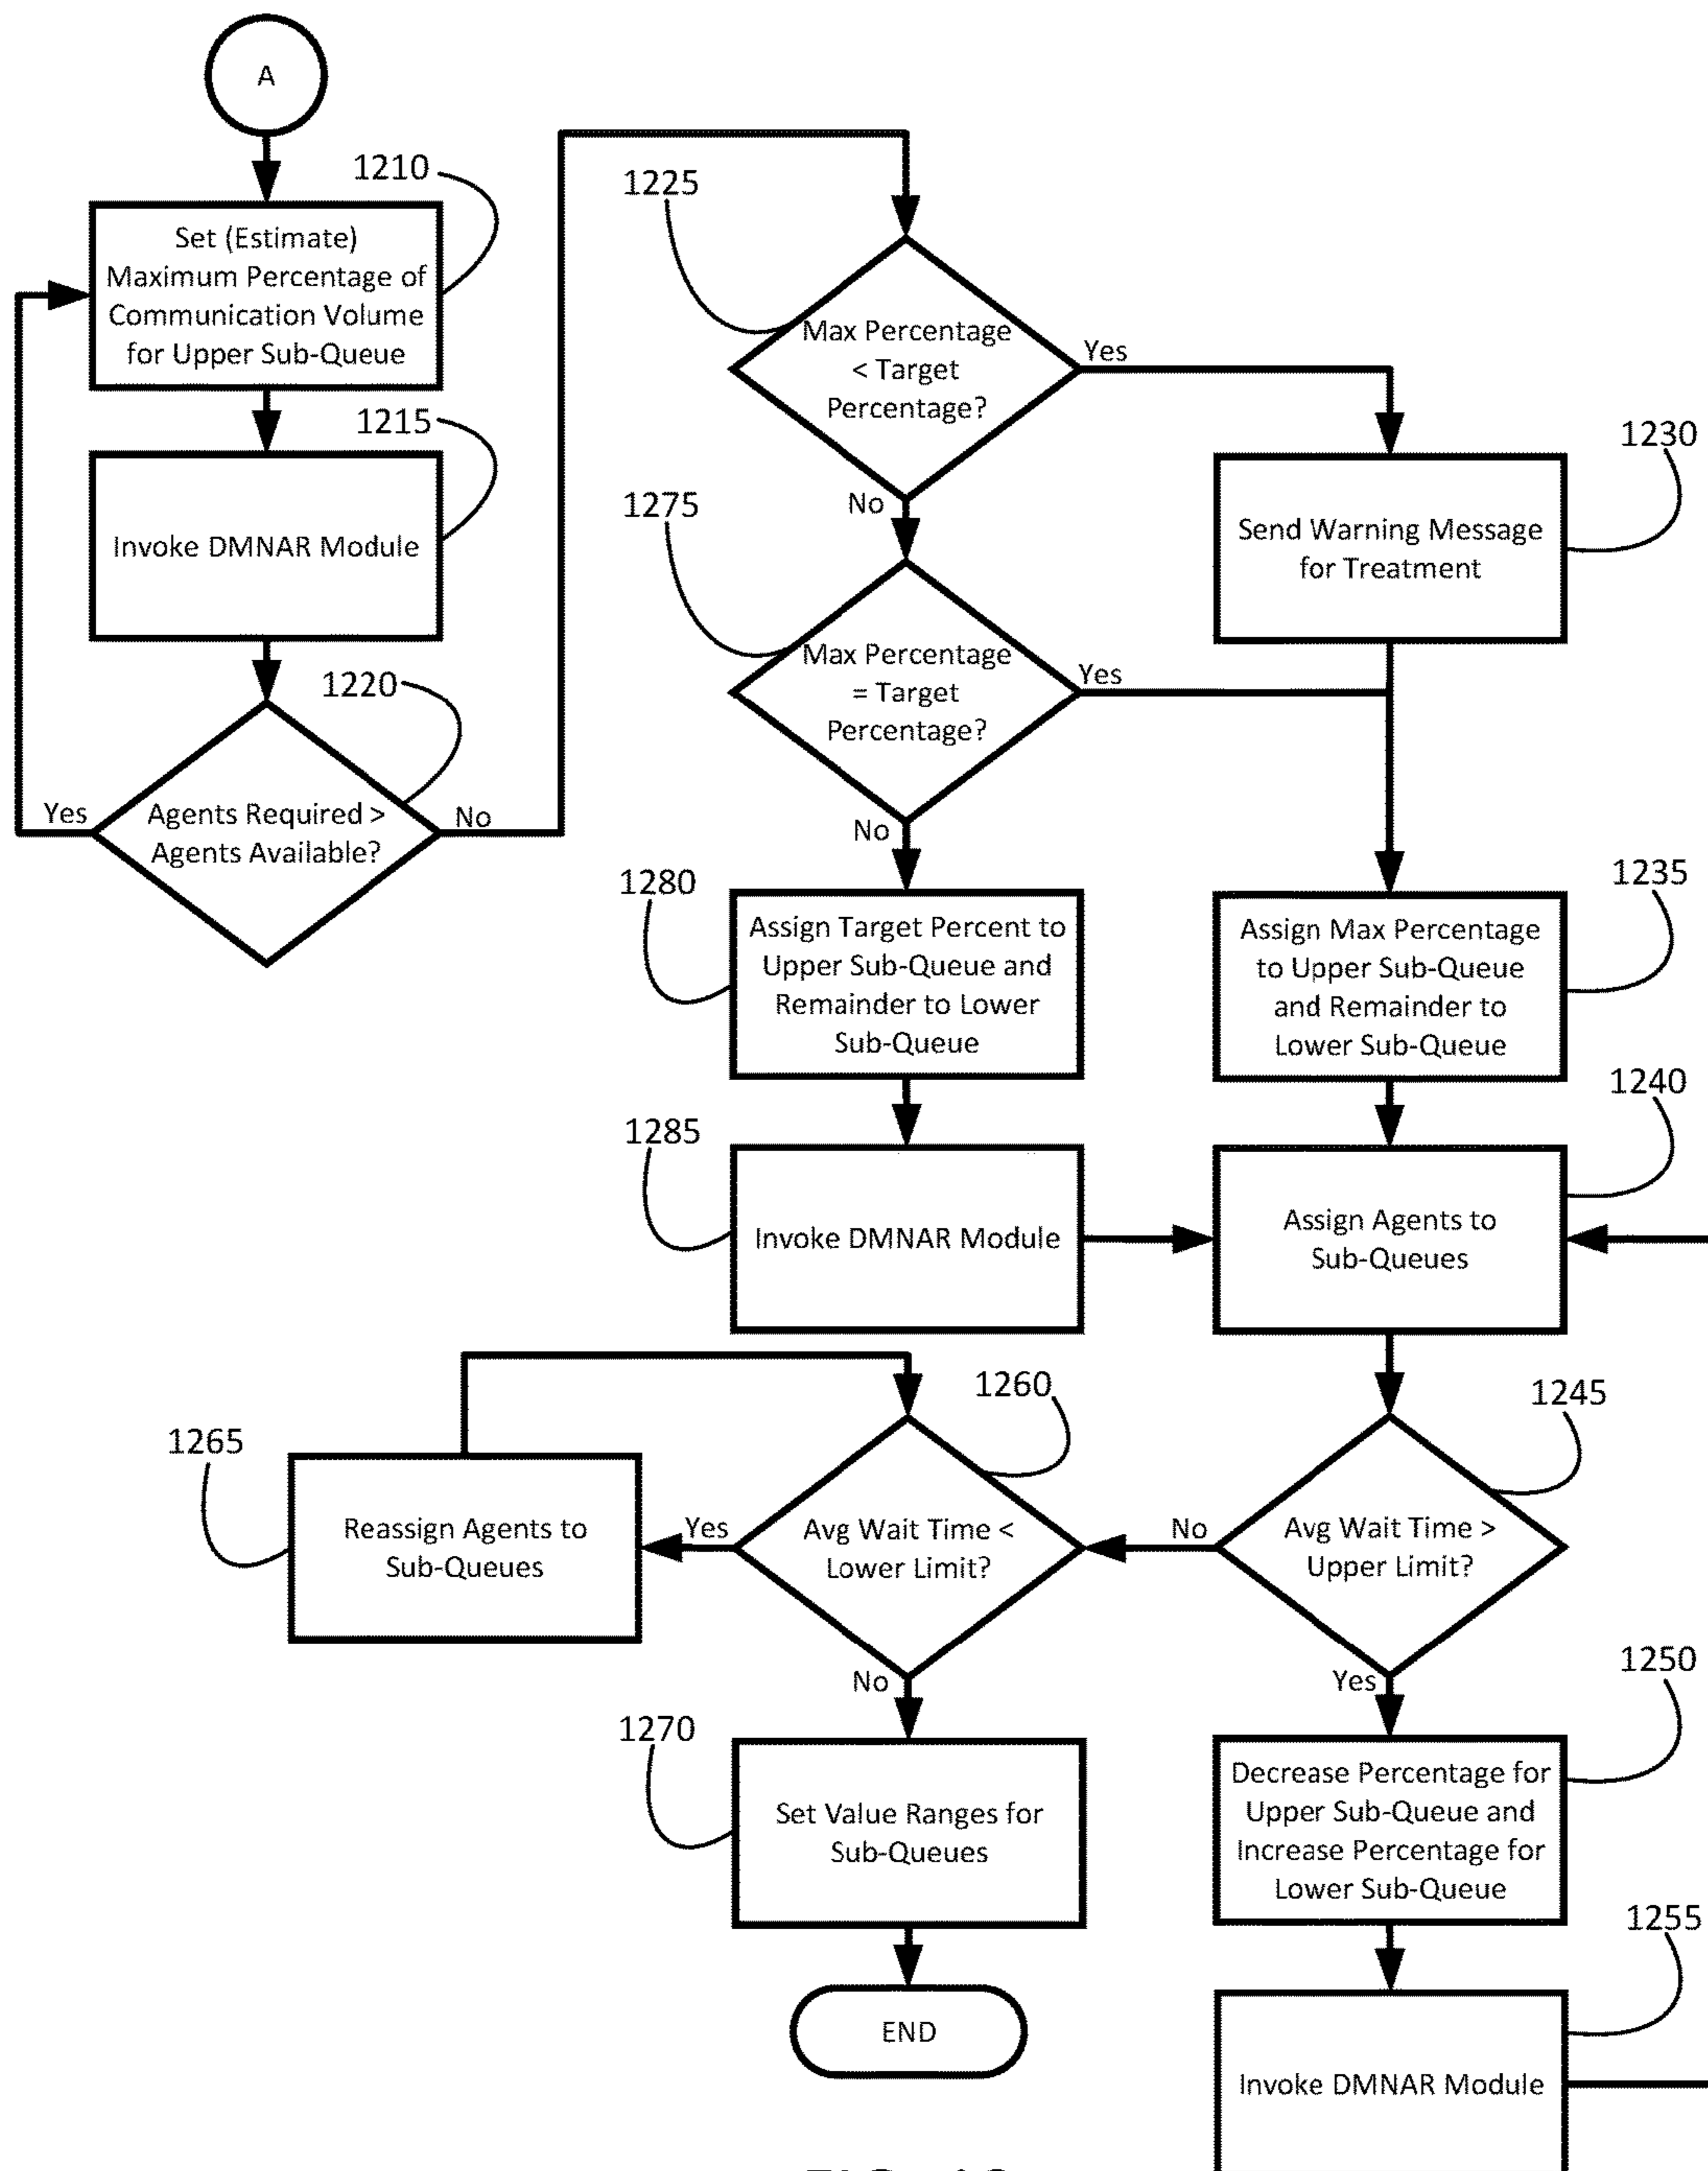 A
1210
Set (Estimate)
Maximum Percentage of
Communication Volume
for Upper Sub-Queue
1215
Invoke DMNAR Module
1220
Agents Required >
Agents Available?
Yes
No
1225
Max Percentage
< Target
Percentage?
Yes
No
1230
Send Warning Message
for Treatment
1275
Max Percentage
= Target
Percentage?
Yes
No
1280
Assign Target Percent to
Upper Sub-Queue and
Remainder to Lower
Sub-Queue
1235
Assign Max Percentage
to Upper Sub-Queue
and Remainder to
Lower Sub-Queue
1285
Invoke DMNAR Module
1240
Assign Agents to
Sub-Queues
1245
Avg Wait Time >
Upper Limit?
No
Yes
1260
Avg Wait Time <
Lower Limit?
Yes
No
1265
Reassign Agents to
Sub-Queues
1270
Set Value Ranges for
Sub-Queues
END
1250
Decrease Percentage for
Upper Sub-Queue and
Increase Percentage for
Lower Sub-Queue
1255
Invoke DMNAR Module